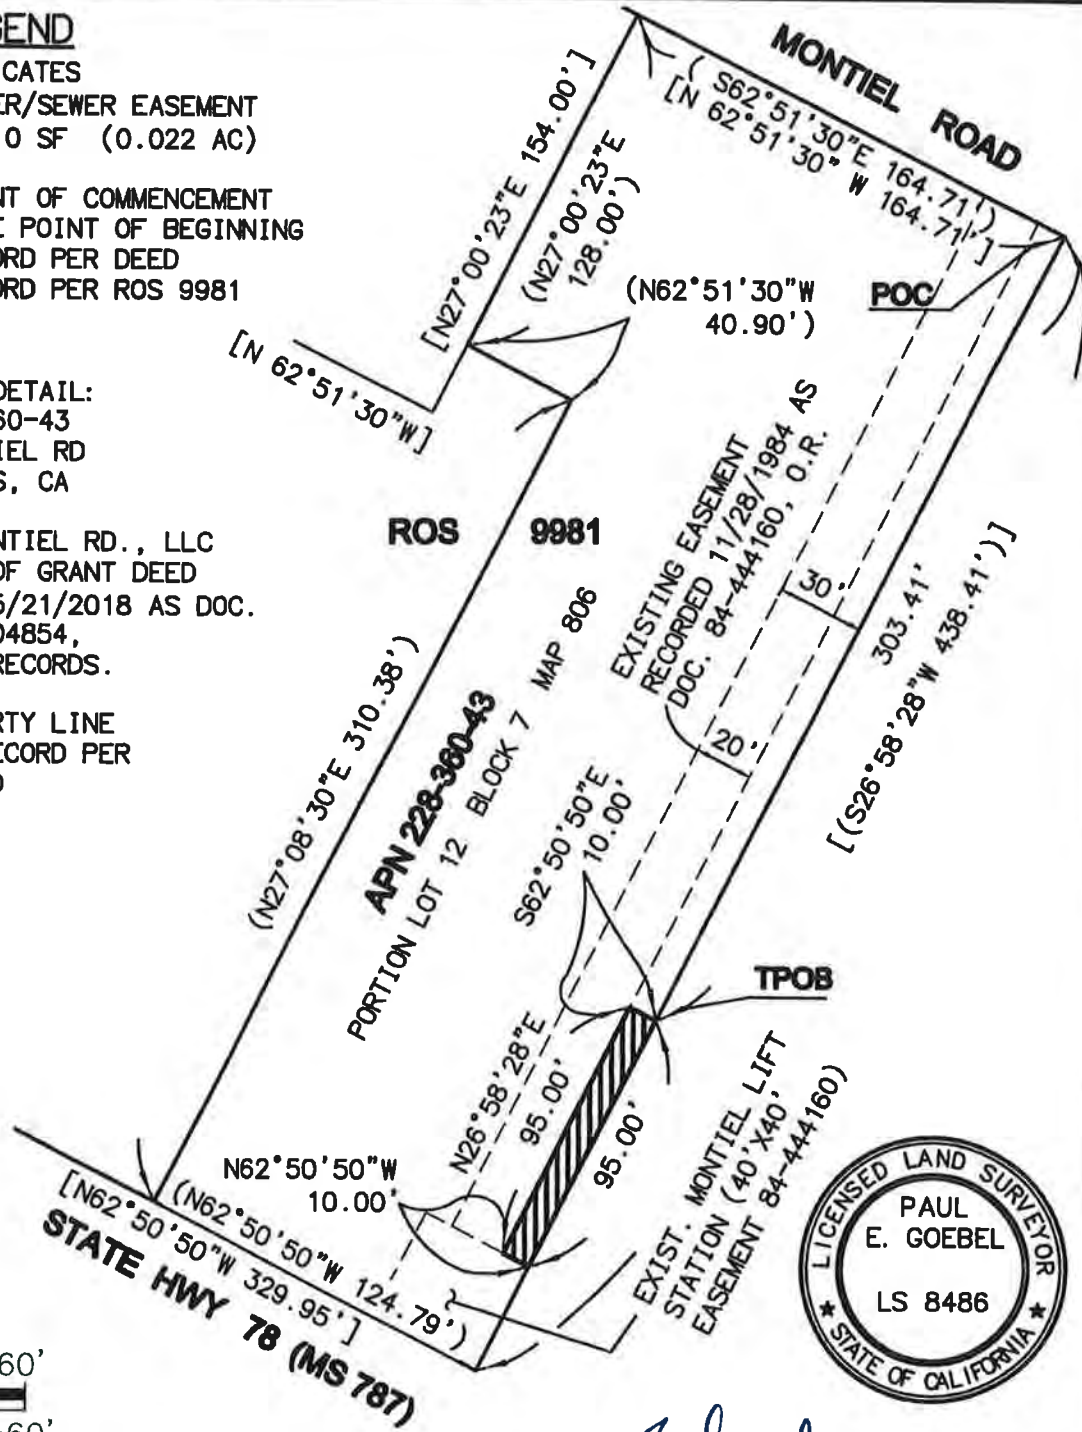 GEND
CATES
ER/SEWER EASEMENT
0 SF (0.022 AC)
NT OF COMMENCEMENT
E POINT OF BEGINNING
ORD PER DEED
ORD PER ROS 9981
DETAIL:
60-43
IEL RD
S, CA
NTIEL RD., LLC
OF GRANT DEED
6/21/2018 AS DOC.
04854,
RECORDS.
RTY LINE
ECORD PER
MONTIEL ROAD
( S62°51'30"E 164.71')
[N 62°51'30" W 164.71']
[N27°00'23"E 154.00']
(N27°00'23"E
128.00')
(N62°51'30"W
40.90')
POC
[N 62°51'30"W]
ROS 9981
EXISTING EASEMENT
RECORDED 11/28/1984 AS
DOC. 84-444160, O.R.
30'
20'
303.41'
[(S26°58'28"W 438.41')]
(N27°08'30"E 310.38')
APN 228-360-43
PORTION LOT 12 BLOCK 7 MAP 806
S62°50'50"E
10.00'
TPOB
N26°58'28"E
95.00'
95.00'
N62°50'50"W
10.00'
EXIST. MONTIEL LIFT
STATION (40'X40',
EASEMENT 84-444160)
[N62°50'50"W 329.95']
(N62°50'50"W 124.79')
STATE HWY 78 (MS 787)
LICENSED LAND SURVEYOR
PAUL
E. GOEBEL
LS 8486
★ STATE OF CALIFORNIA ★
60'
60'